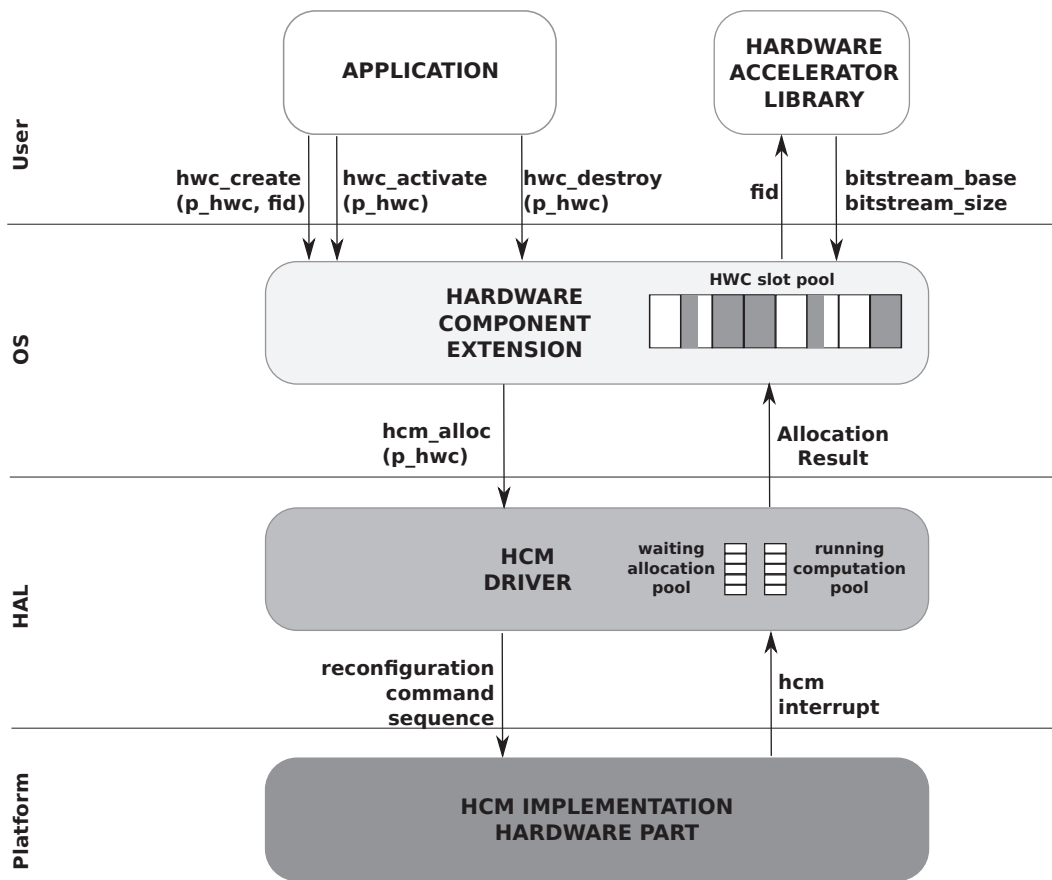 APPLICATION
HARDWARE
ACCELERATOR
LIBRARY
User
hwc_create
(p_hwc, fid)
hwc_activate
(p_hwc)
hwc_destroy
(p_hwc)
fid
bitstream_base
bitstream_size
OS
HARDWARE
COMPONENT
EXTENSION
HWC slot pool
hcm_alloc
(p_hwc)
Allocation
Result
HAL
HCM
DRIVER
waiting
allocation
pool
running
computation
pool
reconfiguration
command
sequence
hcm
interrupt
Platform
HCM IMPLEMENTATION
HARDWARE PART